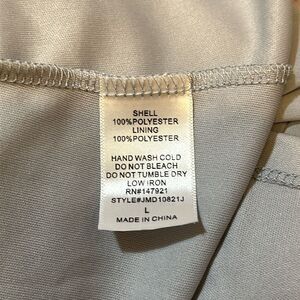 SHELL
100%POLYESTER
LINING
100%POLYESTER
HAND WASH COLD
DO NOT BLEACH
DO NOT TUMBLE DRY
LOW IRON
RN#147921
STYLE#JMD10821J
L
MADE IN CHINA